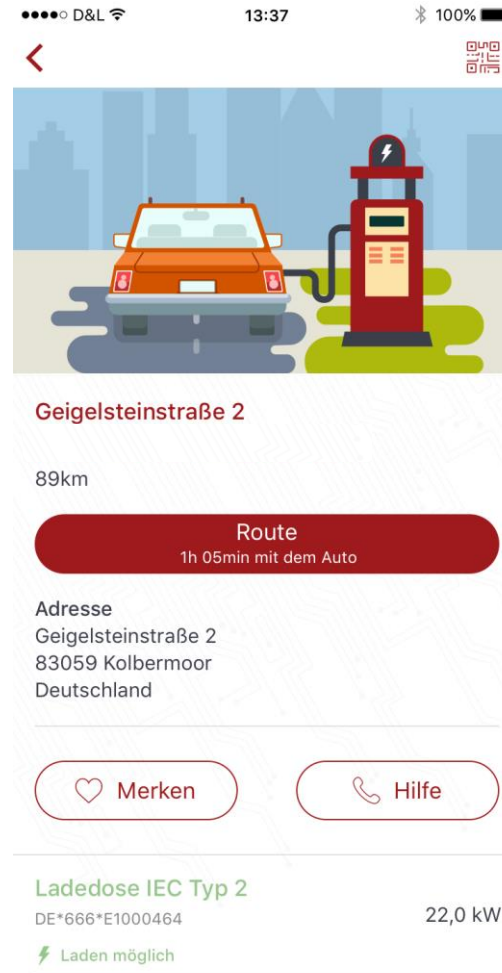 D&L 13:37 100%
Geigelsteinstraße 2
89km
Route
1h 05min mit dem Auto
Adresse
Geigelsteinstraße 2
83059 Kolbermoor
Deutschland
Merken Hilfe
Ladedose IEC Typ 2
DE*666*E1000464 22,0 kW
Laden möglich